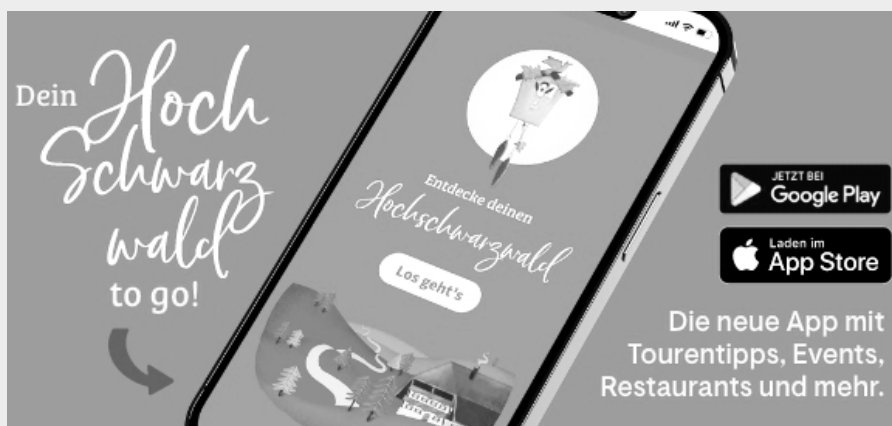 Dein Hoch
Schwarz
wald
to go!
Entdecke deinen
Hochschwarzwald
Los geht's
JETZT BEI
Google Play
Laden im
App Store
Die neue App mit
Tourentipps, Events,
Restaurants und mehr.